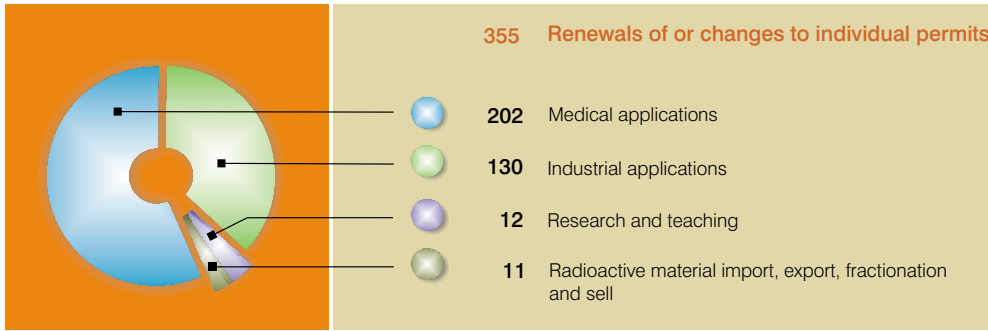 355 Renewals of or changes to individual permits
202 Medical applications
130 Industrial applications
12 Research and teaching
11 Radioactive material import, export, fractionation
and sell